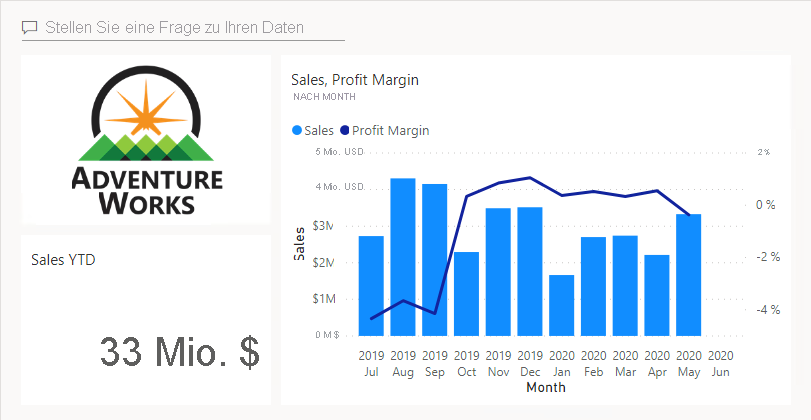 Stellen Sie eine Frage zu Ihren Daten
ADVENTURE
WORKS
Sales YTD
33 Mio. $
Sales, Profit Margin
NACH MONTH
Sales Profit Margin
5 Mio. USD
4 Mio. USD
$3M
$2M
$1M
0 M $
Sales
2 %
0 %
-2 %
-4 %
2019 2019 2019 2019 2019 2019 2020 2020 2020 2020 2020 2020
Jul Aug Sep Oct Nov Dec Jan Feb Mar Apr May Jun
Month